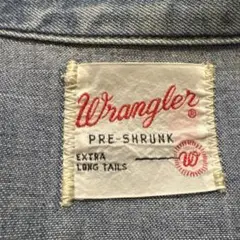 Wrangler®
PRE-SHRUNK
EXTRA
LONG TAILS
W